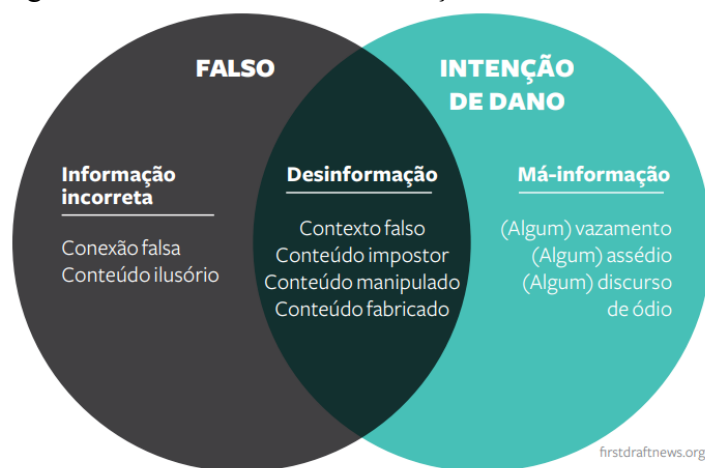 FALSO
INTENÇÃO
DE DANO
Informação
incorreta
Conexão falsa
Conteúdo ilusório
Desinformação
Contexto falso
Conteúdo impostor
Conteúdo manipulado
Conteúdo fabricado
Má-informação
(Algum) vazamento
(Algum) assédio
(Algum) discurso
de ódio
firstdraftnews.org